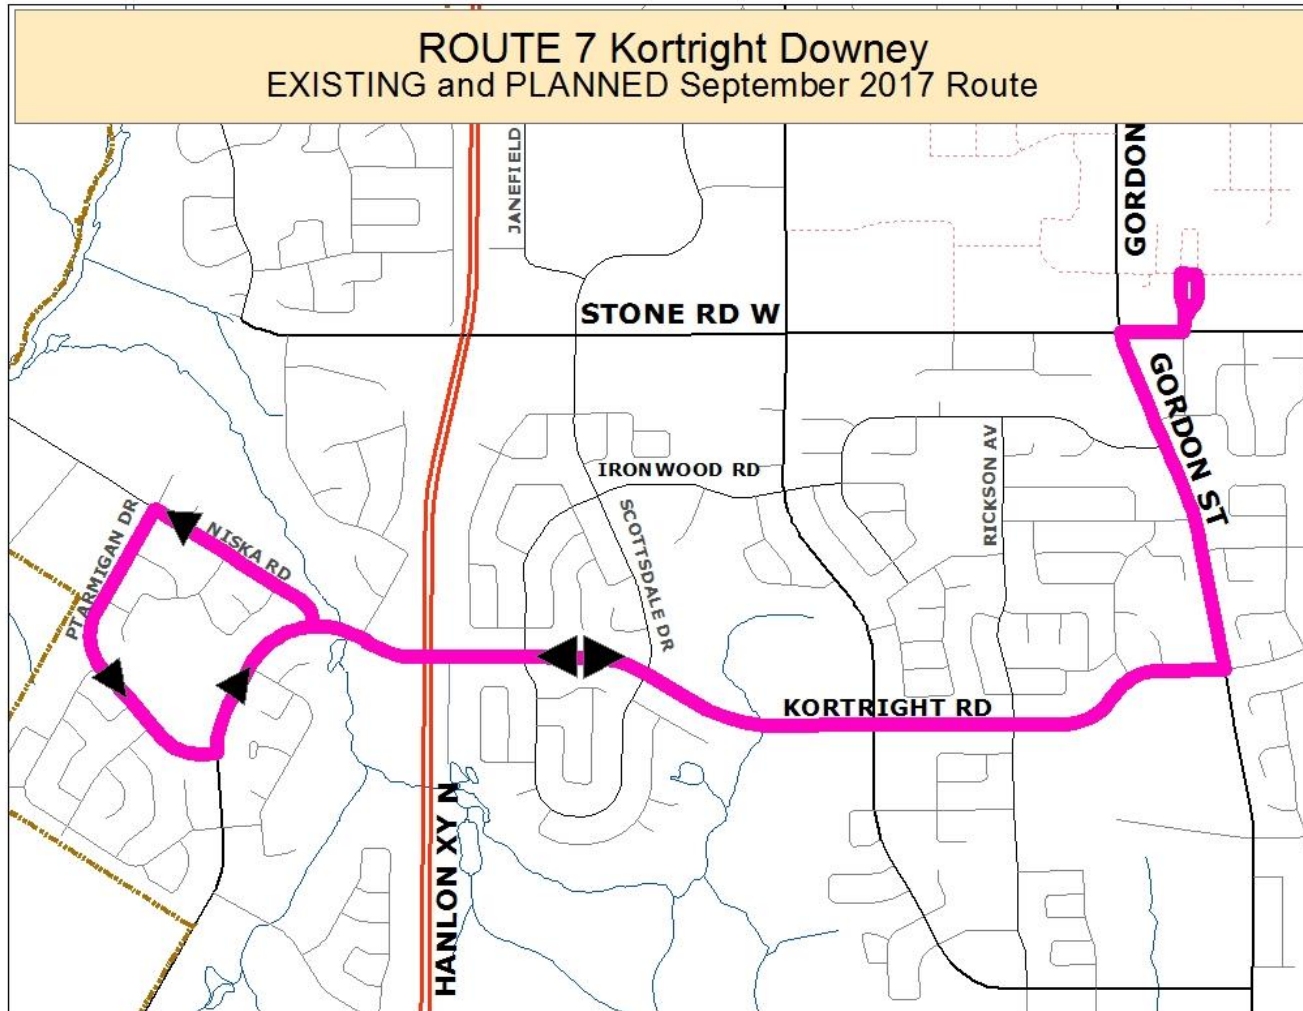 ROUTE 7 Kortright Downey
EXISTING and PLANNED September 2017 Route
JANEFIELD
GORDON
STONE RD W
GORDON ST
RICKSON AV
IRONWOOD RD
SCOTTSDALE DR
PTARMIGAN DR
NISKA RD
KORTRIGHT RD
HANLON XY N